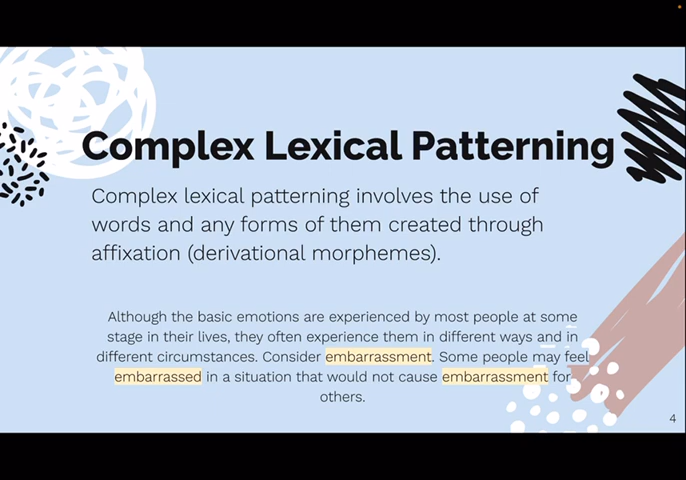 Complex Lexical Patterning
Complex lexical patterning involves the use of
words and any forms of them created through
affixation (derivational morphemes).
Although the basic emotions are experienced by most people at some
stage in their lives, they often experience them in different ways and in
different circumstances. Consider embarrassment. Some people may feel
embarrassed in a situation that would not cause embarrassment for
others.
4